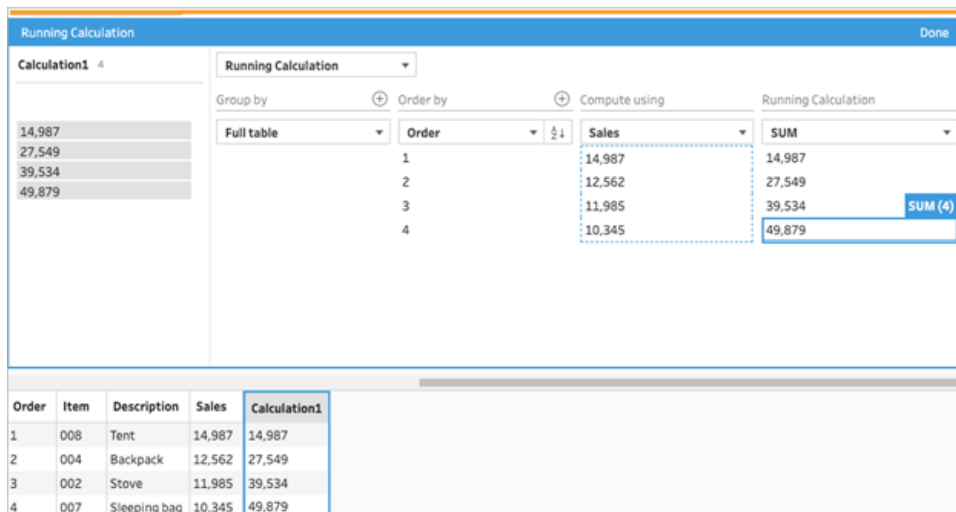 Running Calculation Done
Calculation1 4
Running Calculation
Group by Order by Compute using Running Calculation
Full table Order A Z Sales SUM
14,987
27,549
39,534
49,879
1 14,987 14,987
2 12,562 27,549
3 11,985 39,534 SUM (4)
4 10,345 49,879
Order Item Description Sales Calculation1
1 008 Tent 14,987 14,987
2 004 Backpack 12,562 27,549
3 002 Stove 11,985 39,534
4 007 Sleeping bag 10,345 49,879